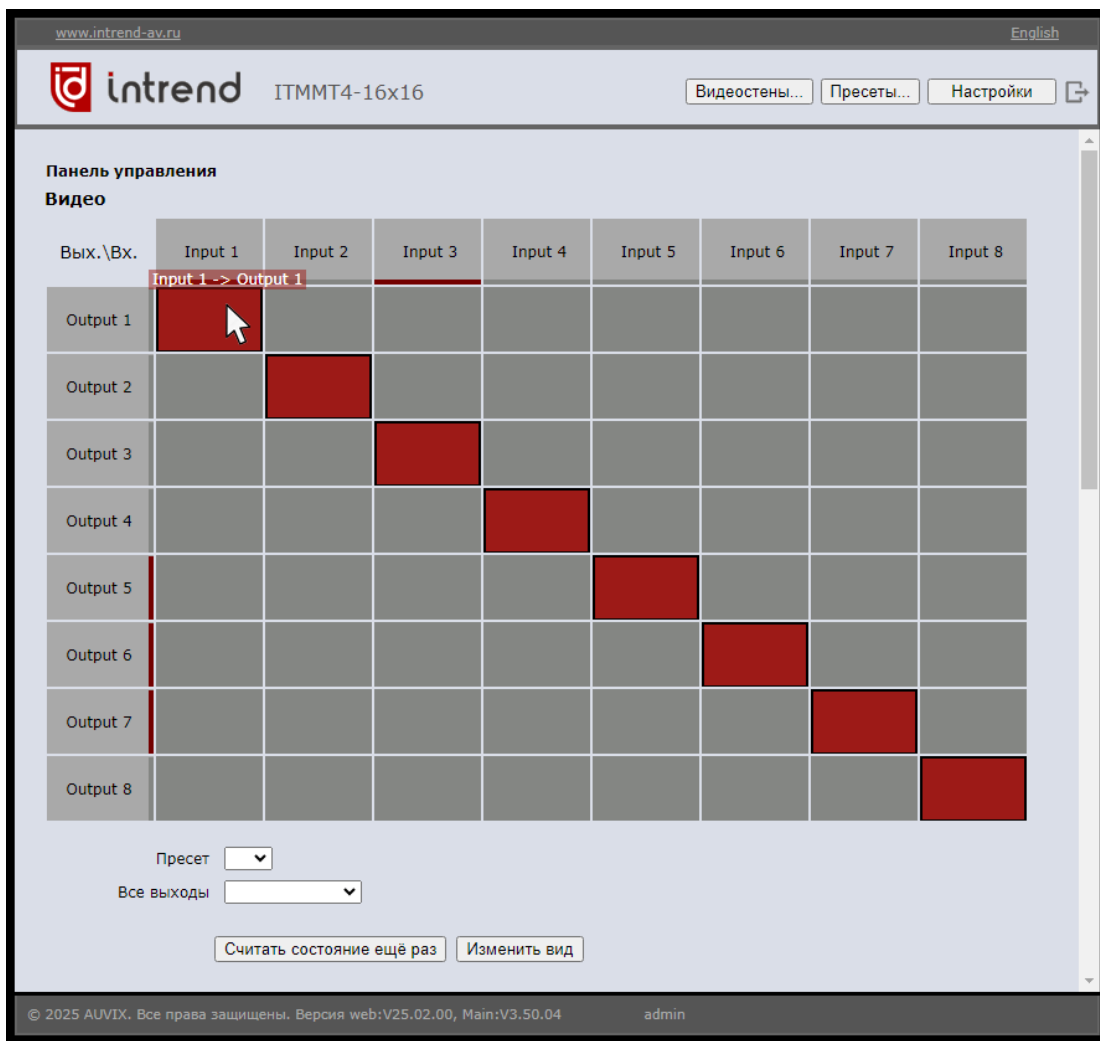 www.intrend-av.ru English
intrend ITMMT4-16x16 Видеостены... Пресеты... Настройки
Панель управления
Видео
Вых.\Вх. Input 1 Input 2 Input 3 Input 4 Input 5 Input 6 Input 7 Input 8
Input 1 -> Output 1
Output 1
Output 2
Output 3
Output 4
Output 5
Output 6
Output 7
Output 8
Пресет
Все выходы
Считать состояние ещё раз Изменить вид
© 2025 AUVIX. Все права защищены. Версия web:V25.02.00, Main:V3.50.04 admin